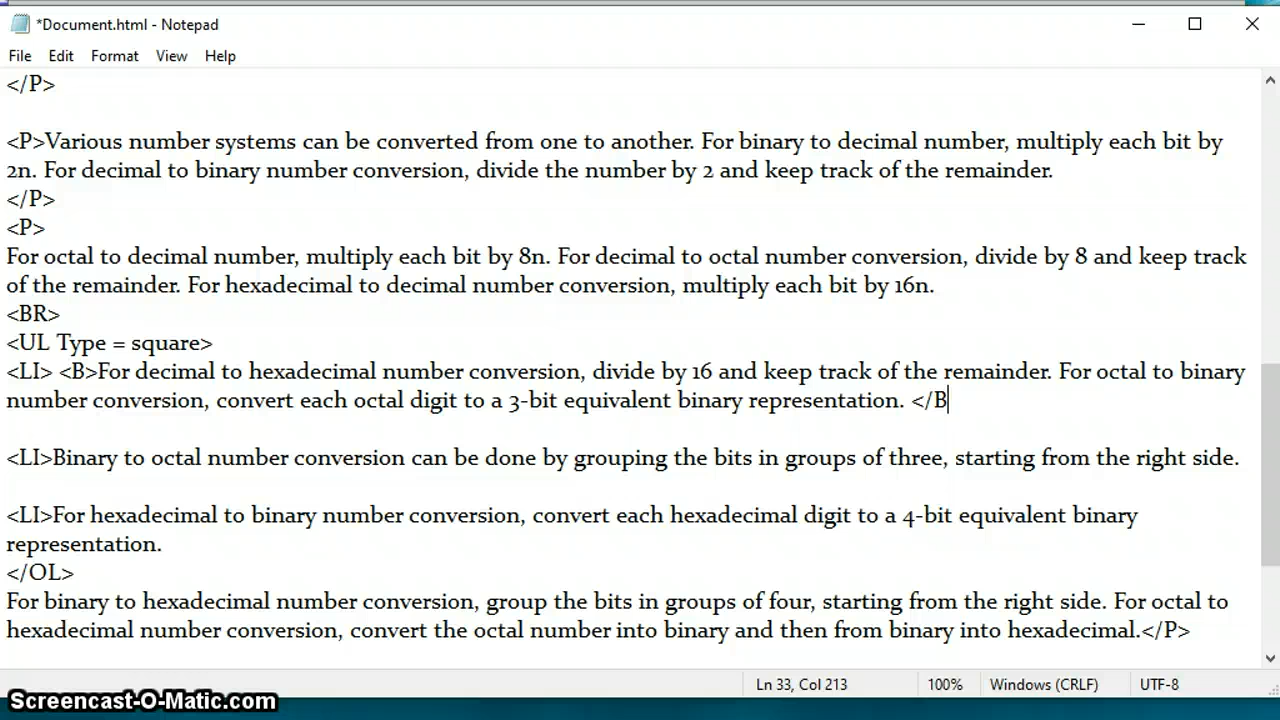 *Document.html - Notepad
File Edit Format View Help
</P>
<P>Various number systems can be converted from one to another. For binary to decimal number, multiply each bit by
2n. For decimal to binary number conversion, divide the number by 2 and keep track of the remainder.
</P>
<P>
For octal to decimal number, multiply each bit by 8n. For decimal to octal number conversion, divide by 8 and keep track
of the remainder. For hexadecimal to decimal number conversion, multiply each bit by 16n.
<BR>
<UL Type = square>
<LI> <B>For decimal to hexadecimal number conversion, divide by 16 and keep track of the remainder. For octal to binary
number conversion, convert each octal digit to a 3-bit equivalent binary representation. </B
<LI>Binary to octal number conversion can be done by grouping the bits in groups of three, starting from the right side.
<LI>For hexadecimal to binary number conversion, convert each hexadecimal digit to a 4-bit equivalent binary
representation.
</OL>
For binary to hexadecimal number conversion, group the bits in groups of four, starting from the right side. For octal to
hexadecimal number conversion, convert the octal number into binary and then from binary into hexadecimal.</P>
Ln 33, Col 213 100% Windows (CRLF) UTF-8
Screencast-O-Matic.com